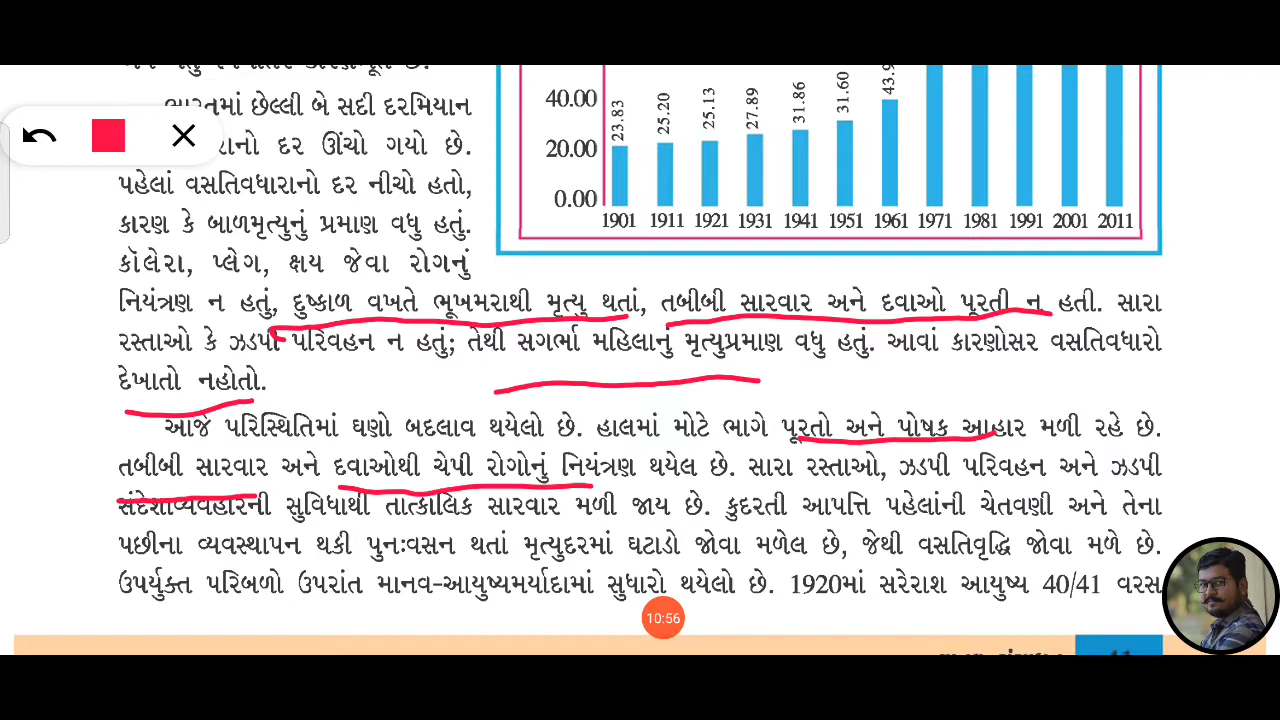 ભારતમાં છેલ્લી બે સદી દરમિયાન
દર ઊંચો ગયો છે.
પહેલાં વસતિવધારાનો દર નીચો હતો,
કારણ કે બાળમૃત્યુનું પ્રમાણ વધુ હતું.
કૉલેરા, પ્લેગ, ક્ષય જેવા રોગનું
નિયંત્રણ ન હતું, દુષ્કાળ વખતે ભૂખમરાથી મૃત્યુ થતાં, તબીબી સારવાર અને દવાઓ પૂરતી ન હતી. સારા
રસ્તાઓ કે ઝડપી પરિવહન ન હતું; તેથી સગર્ભા મહિલાનું મૃત્યુપ્રમાણ વધુ હતું. આવાં કારણોસર વસતિવધારો
દેખાતો નહોતો.
40.00
20.00
0.00
23.83 25.20 25.13 27.89 31.86 31.60
1901 1911 1921 1931 1941 1951 1961 1971 1981 1991 2001 2011
આજે પરિસ્થિતિમાં ઘણો બદલાવ થયેલો છે. હાલમાં મોટે ભાગે પૂરતો અને પોષક આહાર મળી રહે છે.
તબીબી સારવાર અને દવાઓથી ચેપી રોગોનું નિયંત્રણ થયેલ છે. સારા રસ્તાઓ, ઝડપી પરિવહન અને ઝડપી
સંદેશાવ્યવહારની સુવિધાથી તાત્કાલિક સારવાર મળી જાય છે. કુદરતી આપત્તિ પહેલાંની ચેતવણી અને તેના
પછીના વ્યવસ્થાપન થકી પુનઃવસન થતાં મૃત્યુદરમાં ઘટાડો જોવા મળેલ છે, જેથી વસતિવૃદ્ધિ જોવા મળે છે.
ઉપર્યુક્ત પરિબળો ઉપરાંત માનવ-આયુષ્યમર્યાદામાં સુધારો થયેલો છે. 1920માં સરેરાશ આયુષ્ય 40/41 વરસ
10:56